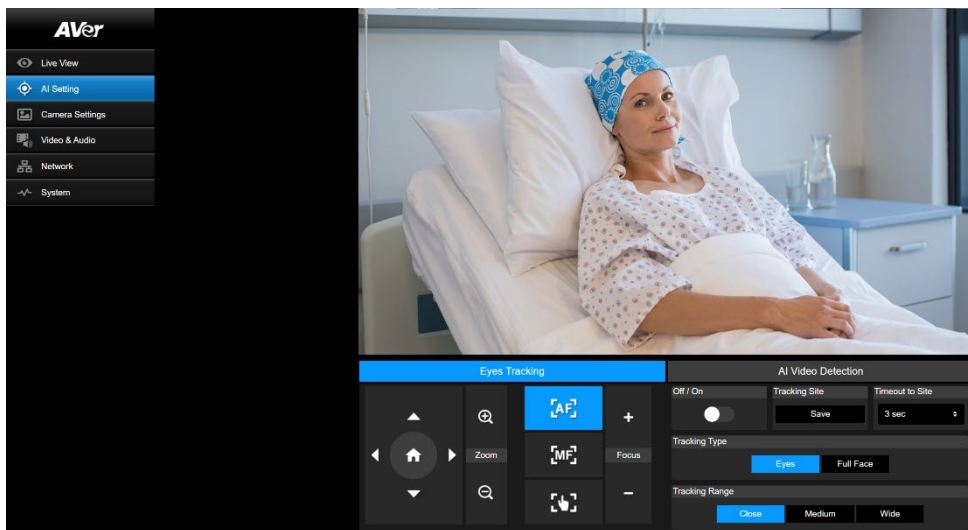 AVer
Live View
AI Setting
Camera Settings
Video & Audio
Network
System
Eyes Tracking
AI Video Detection
Off / On
Tracking Site
Timeout to Site
Save
3 sec
AF
Zoom
MF
Focus
Tracking Type
Eyes
Full Face
Tracking Range
Close
Medium
Wide